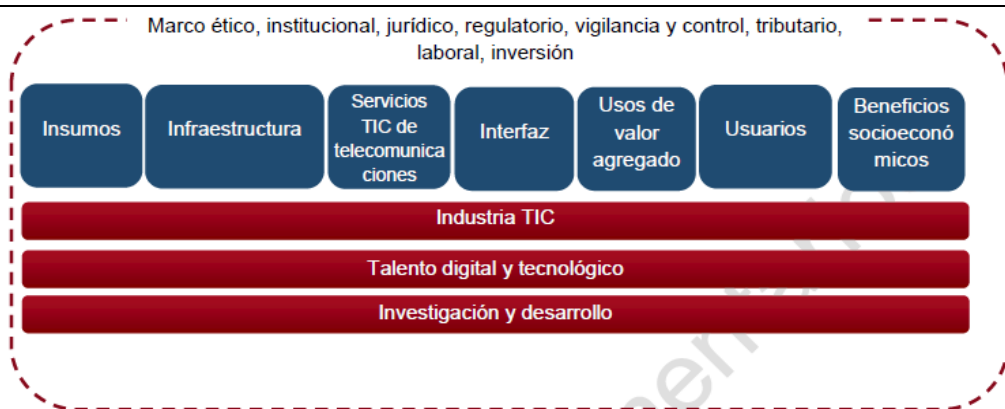 Marco ético, institucional, jurídico, regulatorio, vigilancia y control, tributario,
laboral, inversión
Insumos
Infraestructura
Servicios
TIC de
telecomunica
ciones
Interfaz
Usos de
valor
agregado
Usuarios
Beneficios
socioeconó
micos
Industria TIC
Talento digital y tecnológico
Investigación y desarrollo